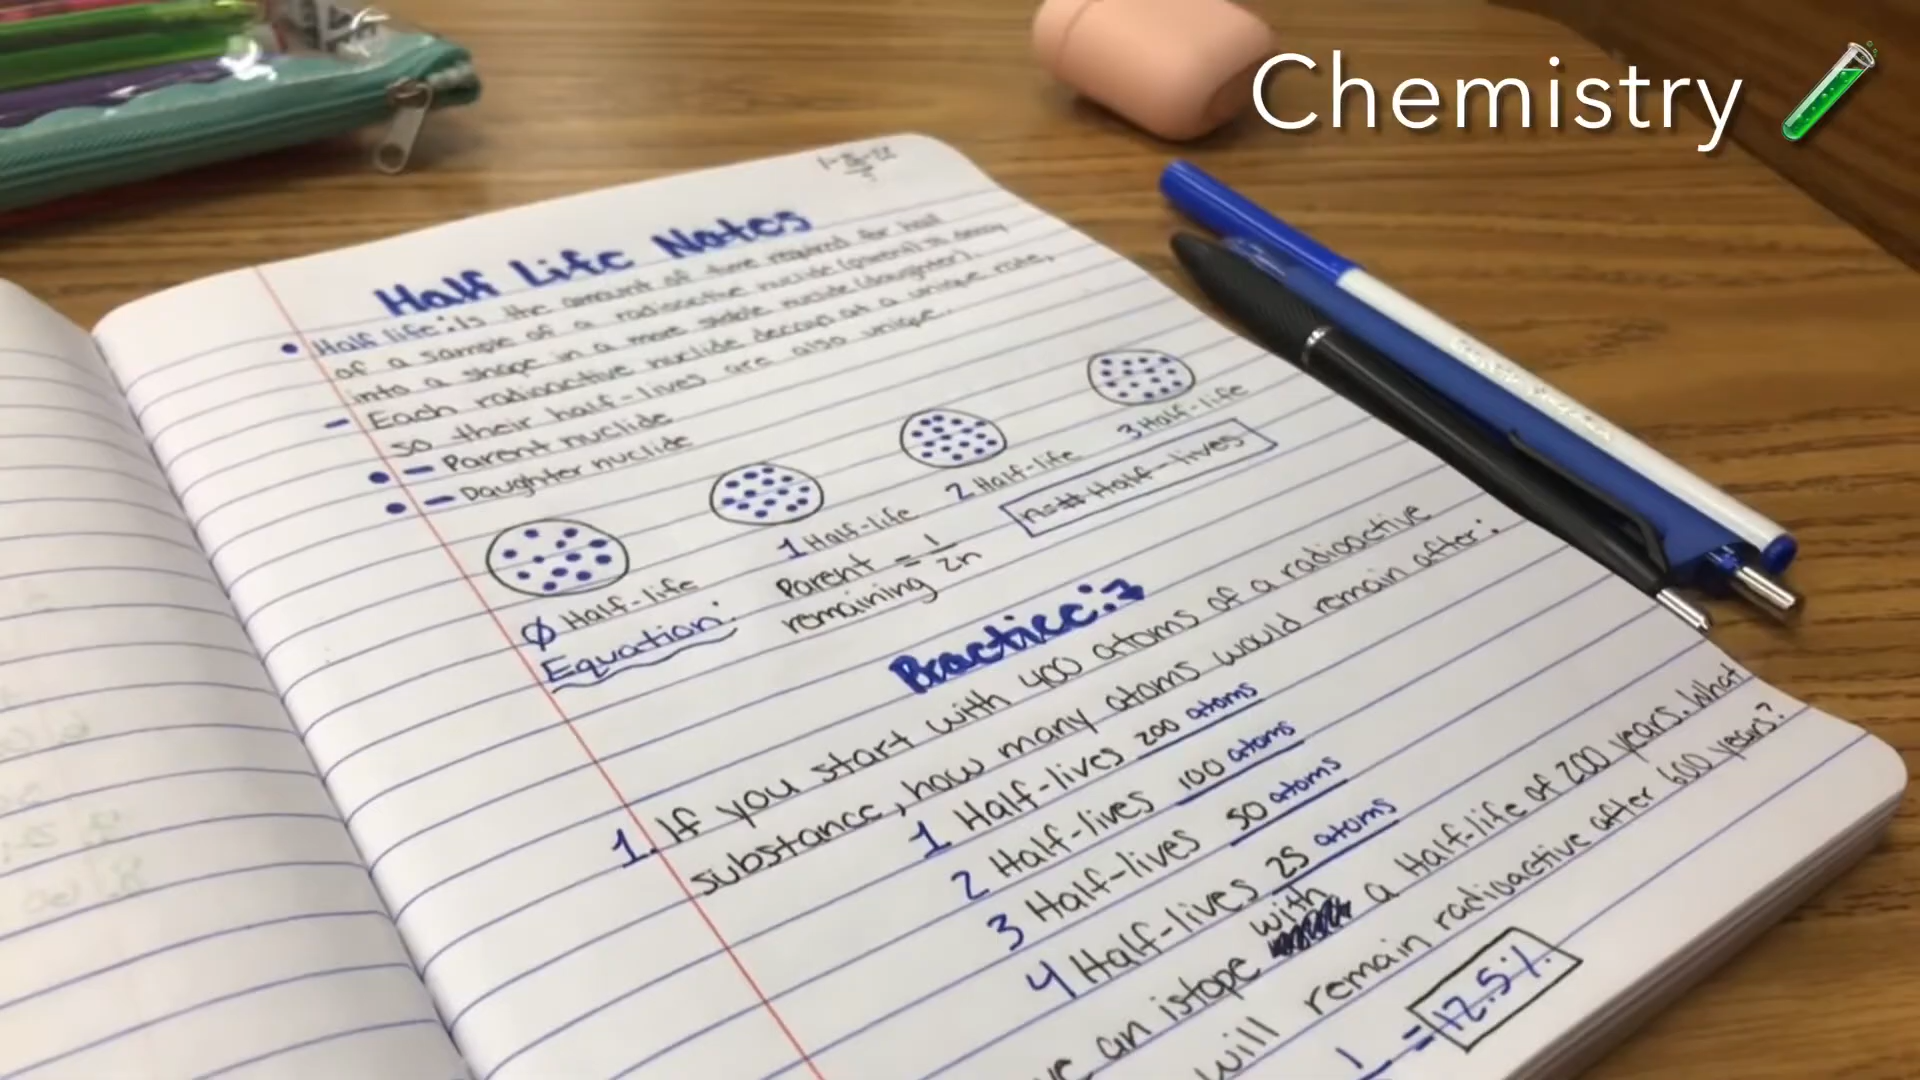 Chemistry
Half Life Notes
Half life: Is the amount of time required for half
of a sample of a radioactive nuclide (parent) to decay
into a shape in a more stable nuclide (daughter).
- Each radioactive nuclide decays at a unique rate,
so their half-lives are also unique.
- Parent nuclide
- Daughter nuclide
0 Half-life
1 Half-life
2 Half-life
3 Half-life
Equation:
Parent remaining = 1/2n
n=# Half-lives
Practice:
1. If you start with 400 atoms of a radioactive
substance, how many atoms would remain after:
1 Half-lives 200 atoms
2 Half-lives 100 atoms
3 Half-lives 50 atoms
4 Half-lives 25 atoms
an istope with a Half-life of 200 years. What
will remain radioactive after 600 years?
1 = 12.5%